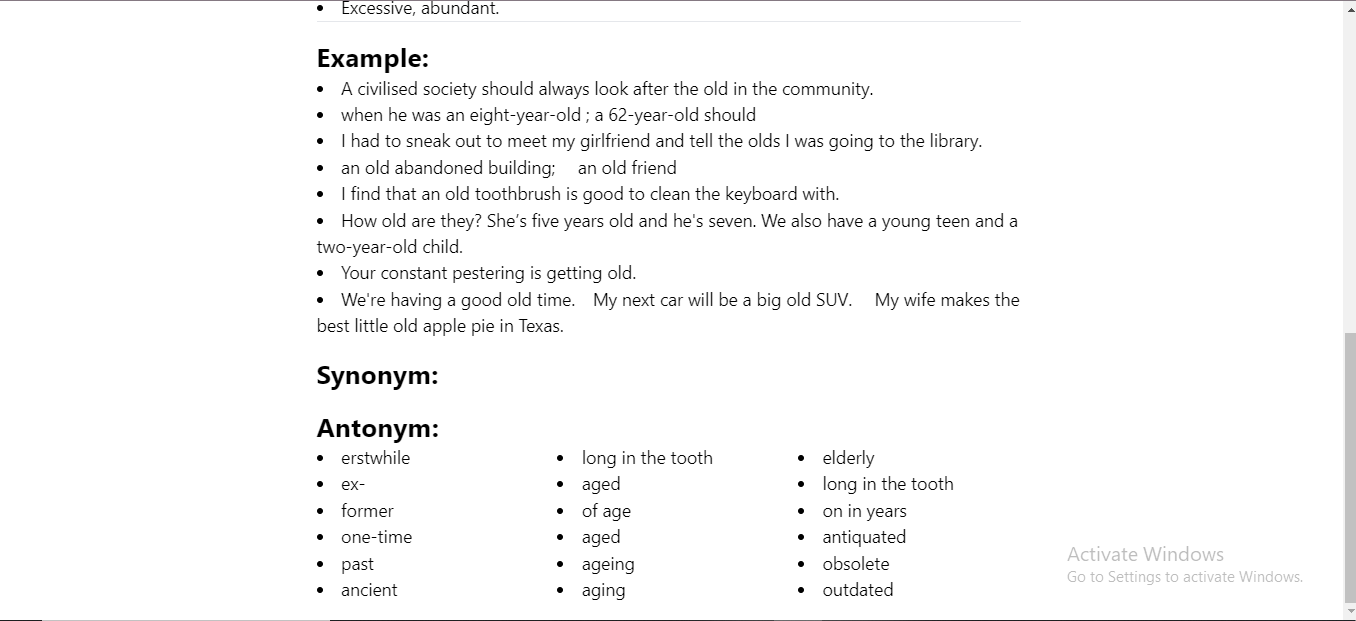 • Excessive, abundant.
Example:
• A civilised society should always look after the old in the community.
• when he was an eight-year-old ; a 62-year-old should
• I had to sneak out to meet my girlfriend and tell the olds I was going to the library.
• an old abandoned building; an old friend
• I find that an old toothbrush is good to clean the keyboard with.
• How old are they? She’s five years old and he's seven. We also have a young teen and a
two-year-old child.
• Your constant pestering is getting old.
• We're having a good old time. My next car will be a big old SUV. My wife makes the
best little old apple pie in Texas.
Synonym:
Antonym:
• erstwhile • long in the tooth • elderly
• ex- • aged • long in the tooth
• former • of age • on in years
• one-time • aged • antiquated
• past • ageing • obsolete
• ancient • aging • outdated
Activate Windows
Go to Settings to activate Windows.